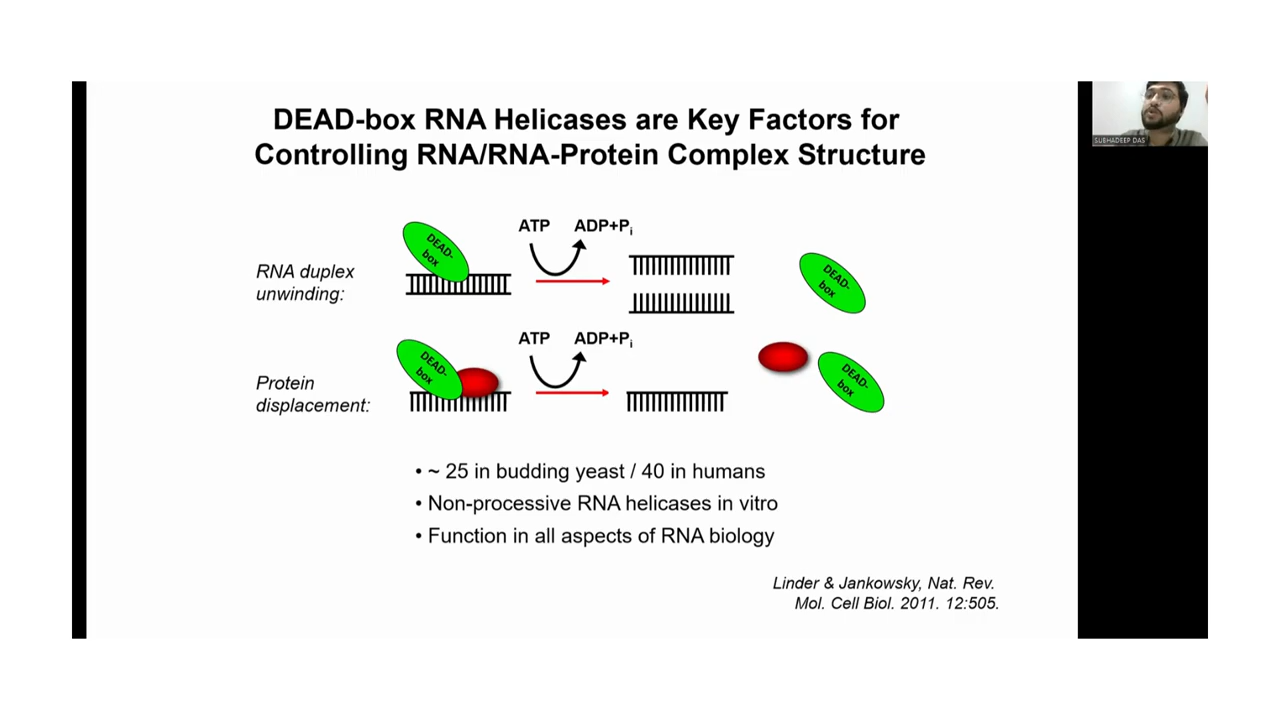 DEAD-box RNA Helicases are Key Factors for
Controlling RNA/RNA-Protein Complex Structure
SUBHADEEP DAS
ATP
ADP+Pi
DEAD-
box
RNA duplex
unwinding:
DEAD-
box
ATP
ADP+Pi
DEAD-
box
Protein
displacement:
DEAD-
box
• ~ 25 in budding yeast / 40 in humans
• Non-processive RNA helicases in vitro
• Function in all aspects of RNA biology
Linder & Jankowsky, Nat. Rev.
Mol. Cell Biol. 2011. 12:505.